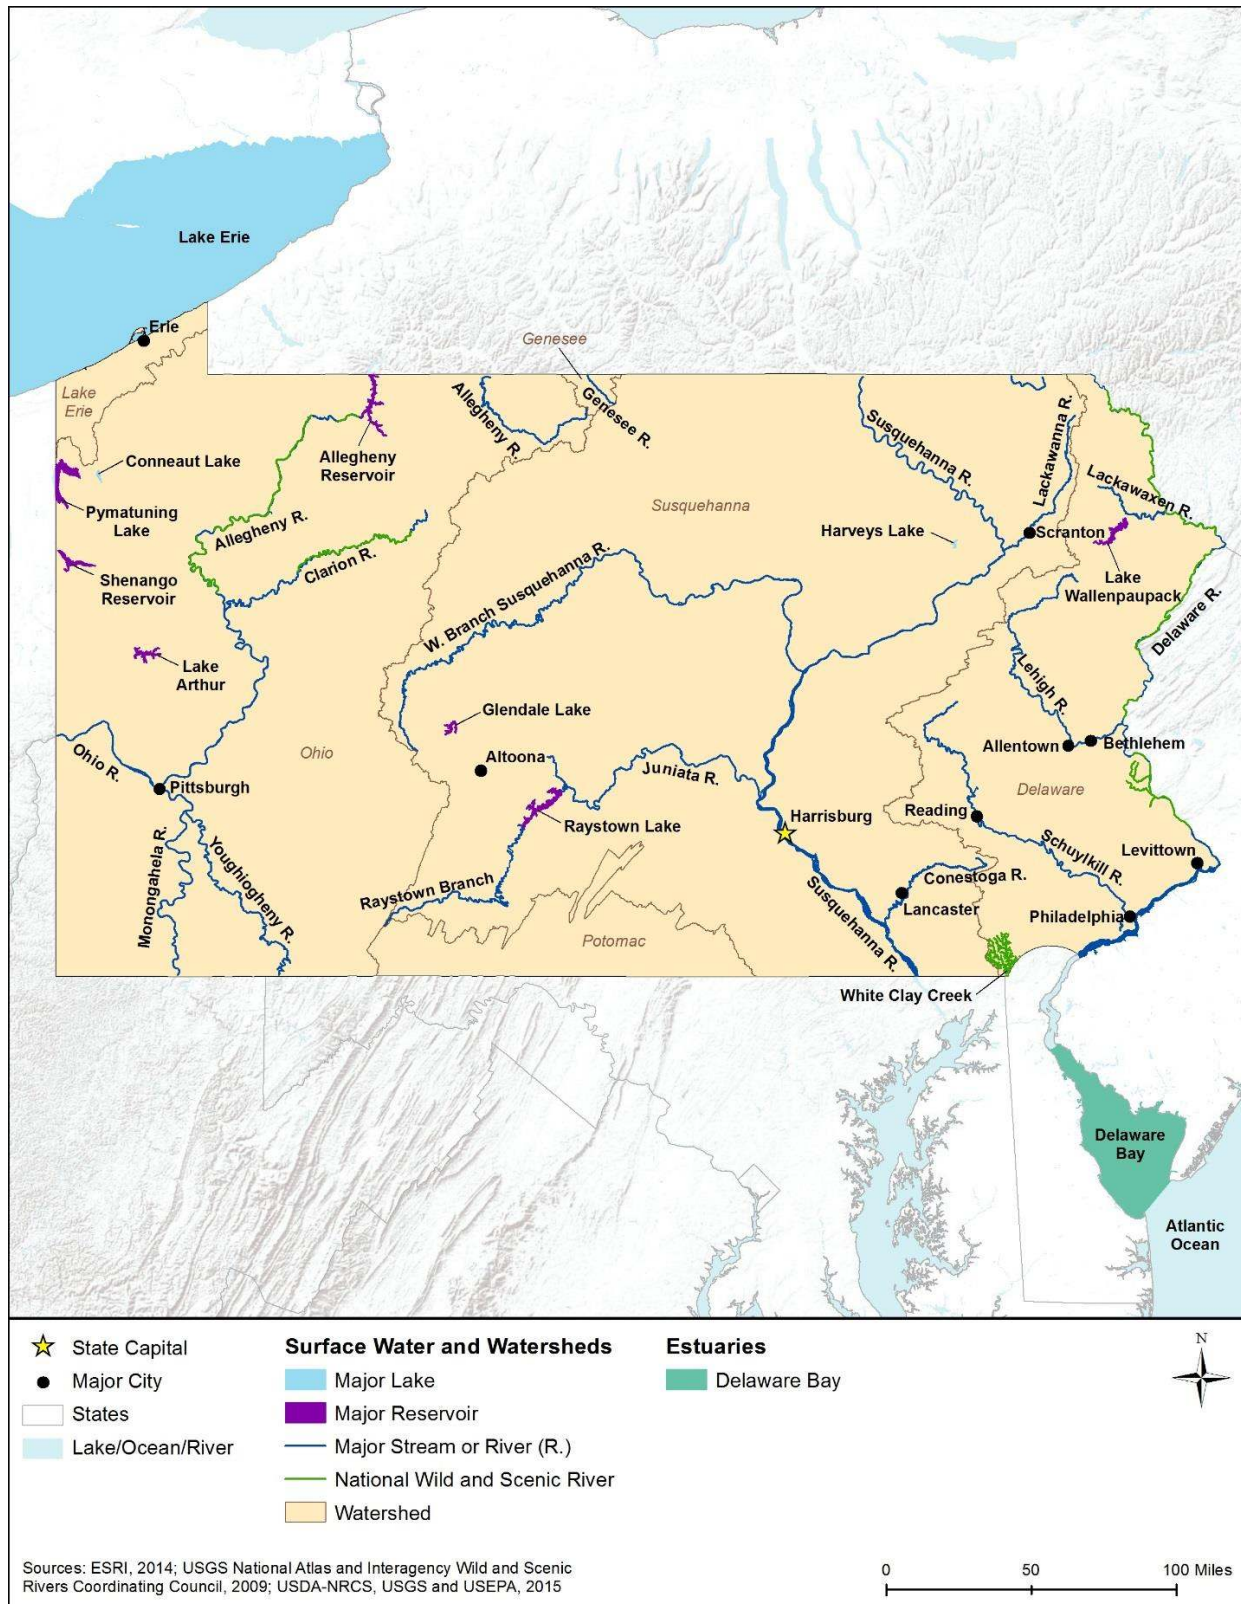 Lake Erie
Erie
Genesee
Lake
Erie
Allegheny R.
Genesee R.
Susquehanna R.
Lackawanna R.
Conneaut Lake
Allegheny
Reservoir
Lackawaxen R.
Pymatuning
Lake
Susquehanna
Allegheny R.
Harveys Lake
Scranton
Clarion R.
Shenango
Reservoir
W. Branch Susquehanna R.
Lake
Wallenpaupack
Delaware R.
Lake
Arthur
Lehigh R.
Glendale Lake
Ohio R.
Ohio
Altoona
Allentown
Bethlehem
Pittsburgh
Juniata R.
Delaware
Harrisburg
Reading
Raystown Lake
Monongahela R.
Youghiogheny R.
Schuylkill R.
Levittown
Raystown Branch
Susquehanna R.
Conestoga R.
Lancaster
Philadelphia
Potomac
White Clay Creek
Delaware
Bay
Atlantic
Ocean
State Capital
Major City
States
Lake/Ocean/River
Surface Water and Watersheds
Major Lake
Major Reservoir
Major Stream or River (R.)
National Wild and Scenic River
Watershed
Estuaries
Delaware Bay
N
Sources: ESRI, 2014; USGS National Atlas and Interagency Wild and Scenic
Rivers Coordinating Council, 2009; USDA-NRCS, USGS and USEPA, 2015
0 50 100 Miles